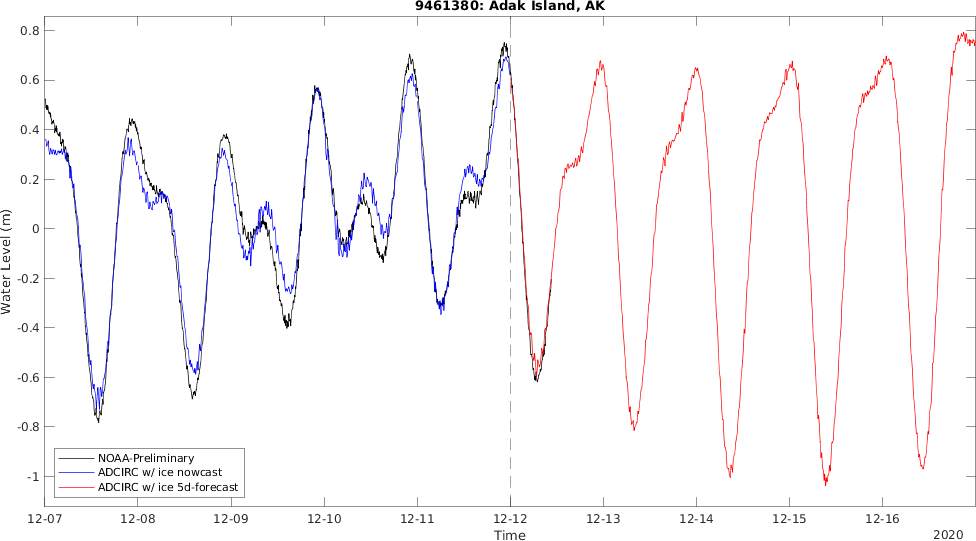 9461380: Adak Island, AK
0.8
0.6
0.4
0.2
0
-0.2
-0.4
-0.6
-0.8
-1
Water Level (m)
NOAA-Preliminary
ADCIRC w/ ice nowcast
ADCIRC w/ ice 5d-forecast
12-07 12-08 12-09 12-10 12-11 12-12 12-13 12-14 12-15 12-16
Time
2020